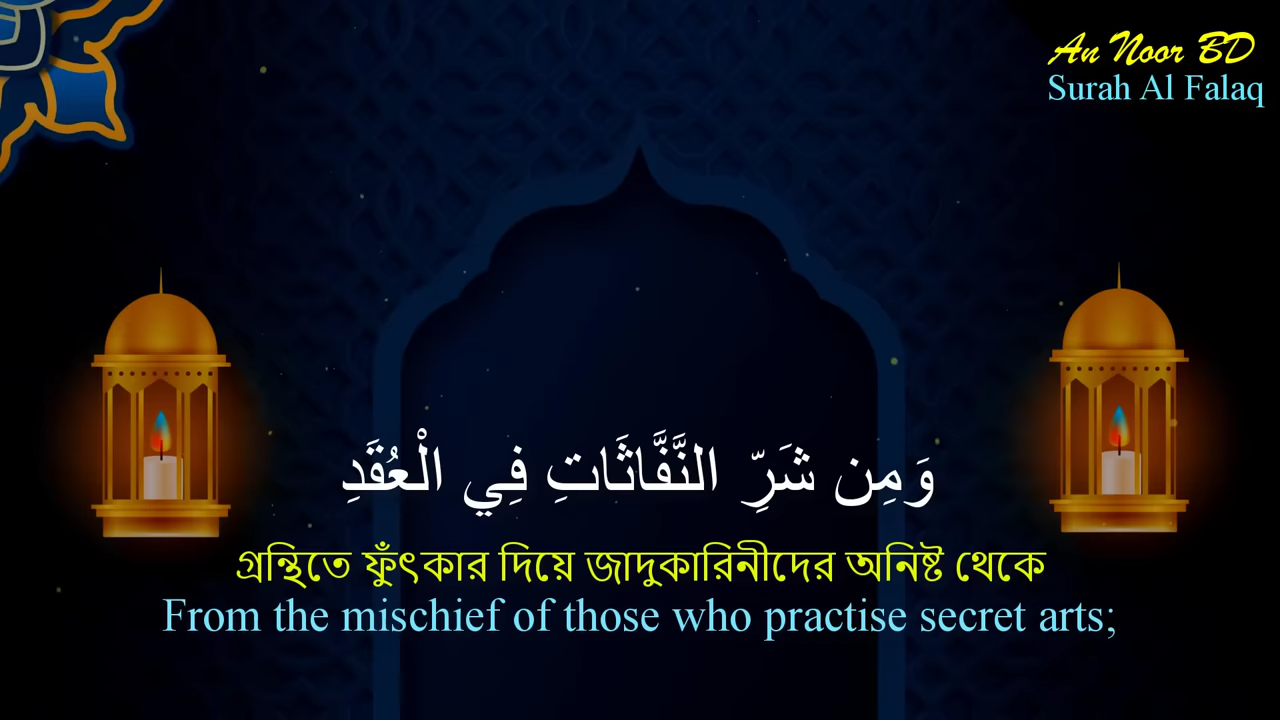 An Noor BD
Surah Al Falaq
وَمِن شَرِّ النَّفَّاثَاتِ فِي الْعُقَدِ
গ্রন্থিতে ফুঁৎকার দিয়ে জাদুকারিনীদের অনিষ্ট থেকে
From the mischief of those who practise secret arts;